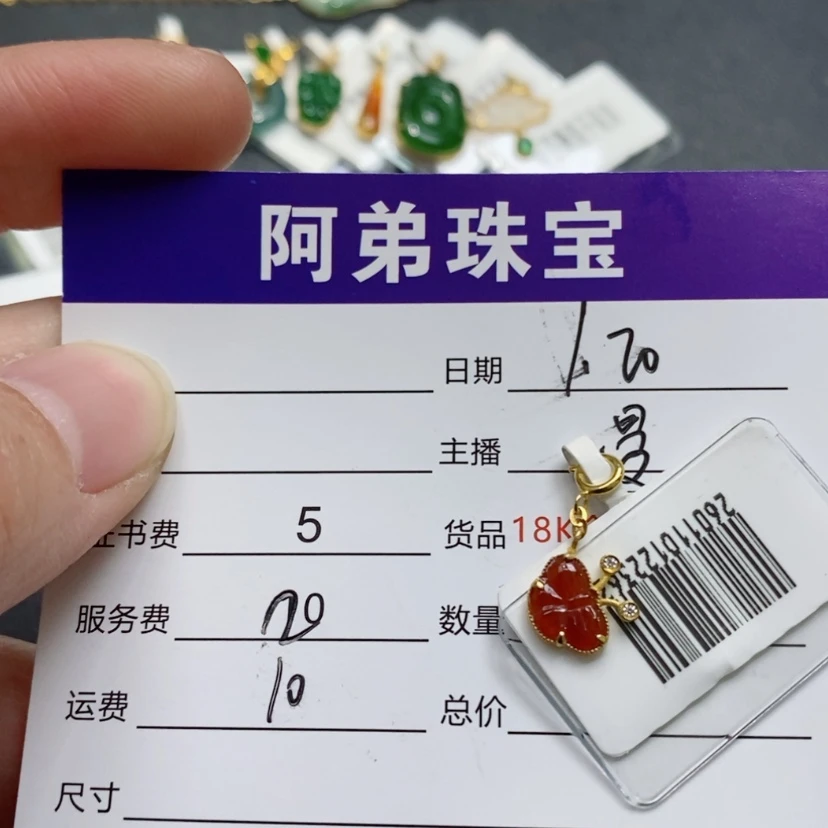 阿弟珠宝
日期 1.20
主播 曼
证书费 5 货品 18K
服务费 20 数量
运费 10 总价
尺寸